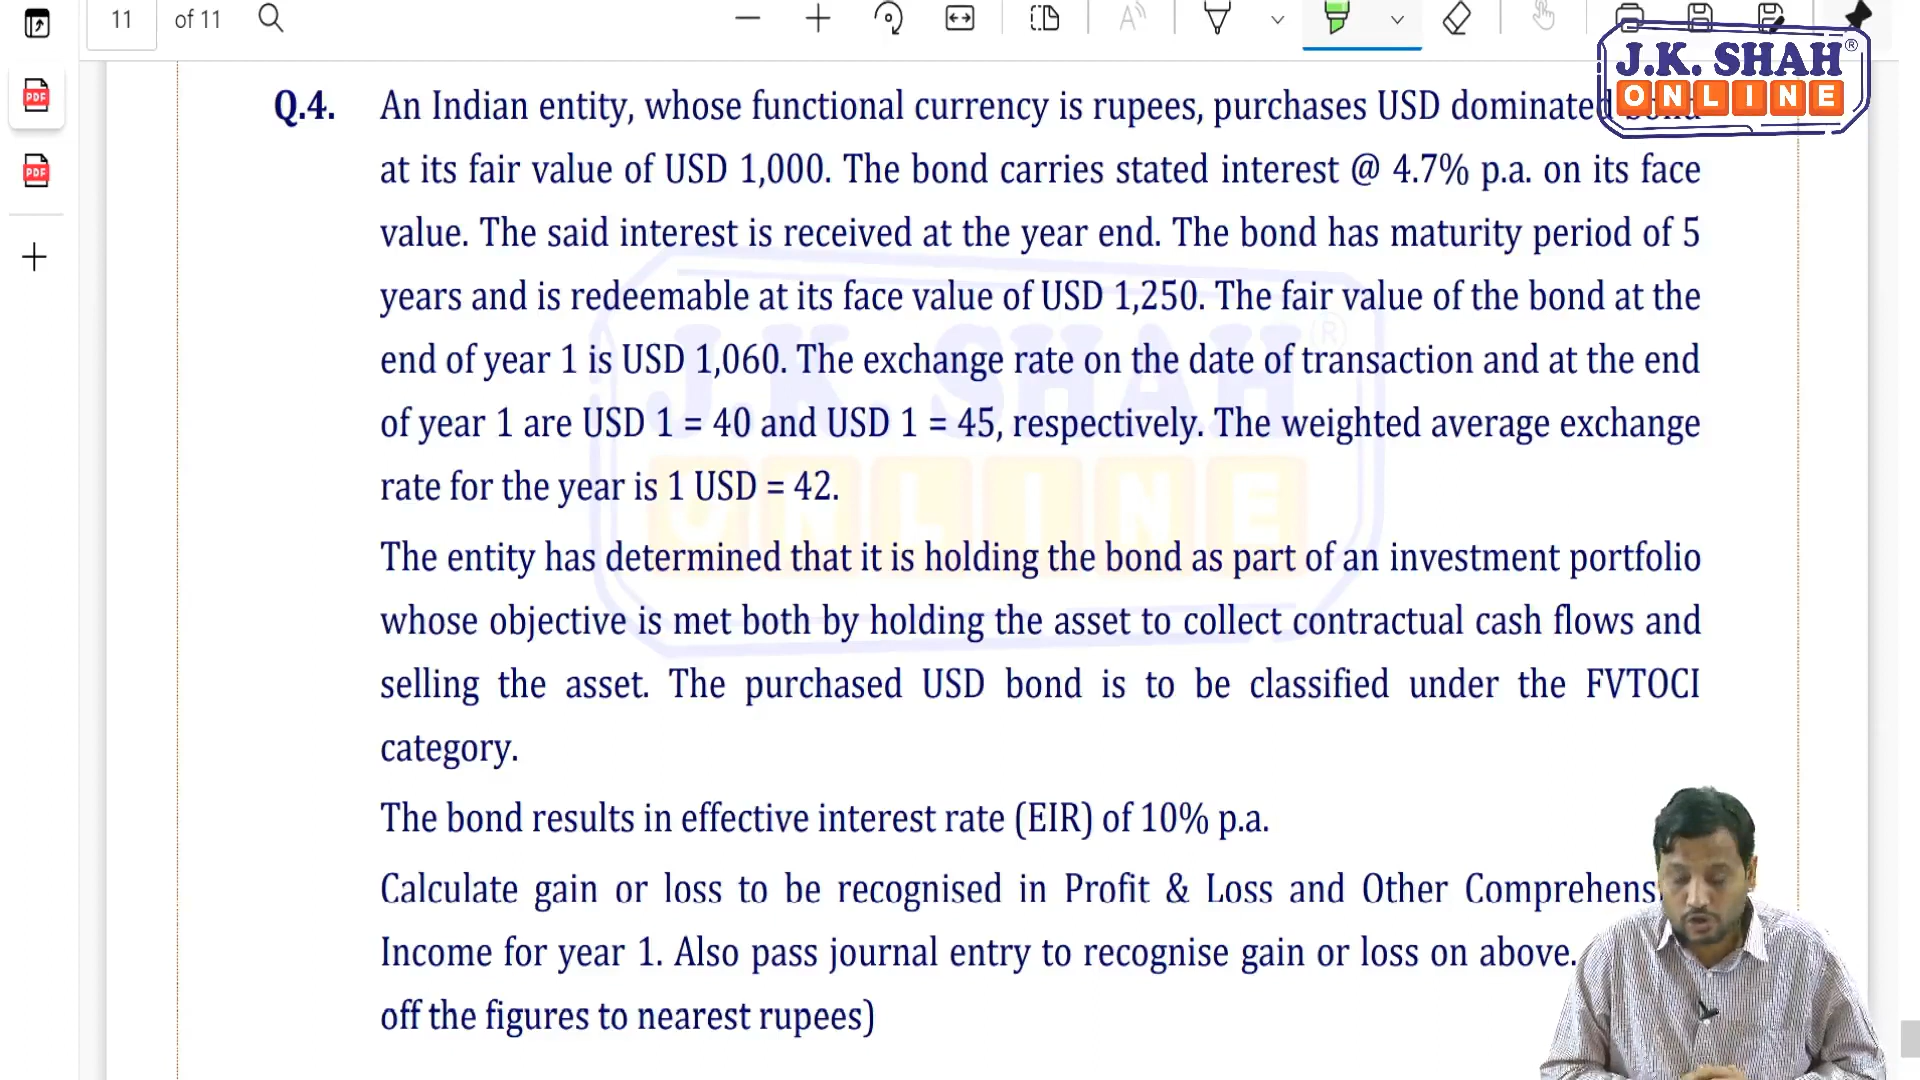 11 of 11
J.K. SHAH ®
ONLINE
Q.4. An Indian entity, whose functional currency is rupees, purchases USD dominated bond
at its fair value of USD 1,000. The bond carries stated interest @ 4.7% p.a. on its face
value. The said interest is received at the year end. The bond has maturity period of 5
years and is redeemable at its face value of USD 1,250. The fair value of the bond at the
end of year 1 is USD 1,060. The exchange rate on the date of transaction and at the end
of year 1 are USD 1 = 40 and USD 1 = 45, respectively. The weighted average exchange
rate for the year is 1 USD = 42.
The entity has determined that it is holding the bond as part of an investment portfolio
whose objective is met both by holding the asset to collect contractual cash flows and
selling the asset. The purchased USD bond is to be classified under the FVTOCI
category.
The bond results in effective interest rate (EIR) of 10% p.a.
Calculate gain or loss to be recognised in Profit & Loss and Other Comprehens
Income for year 1. Also pass journal entry to recognise gain or loss on above.
off the figures to nearest rupees)
J.K. SHAH ®
ONLINE
PDF
PDF